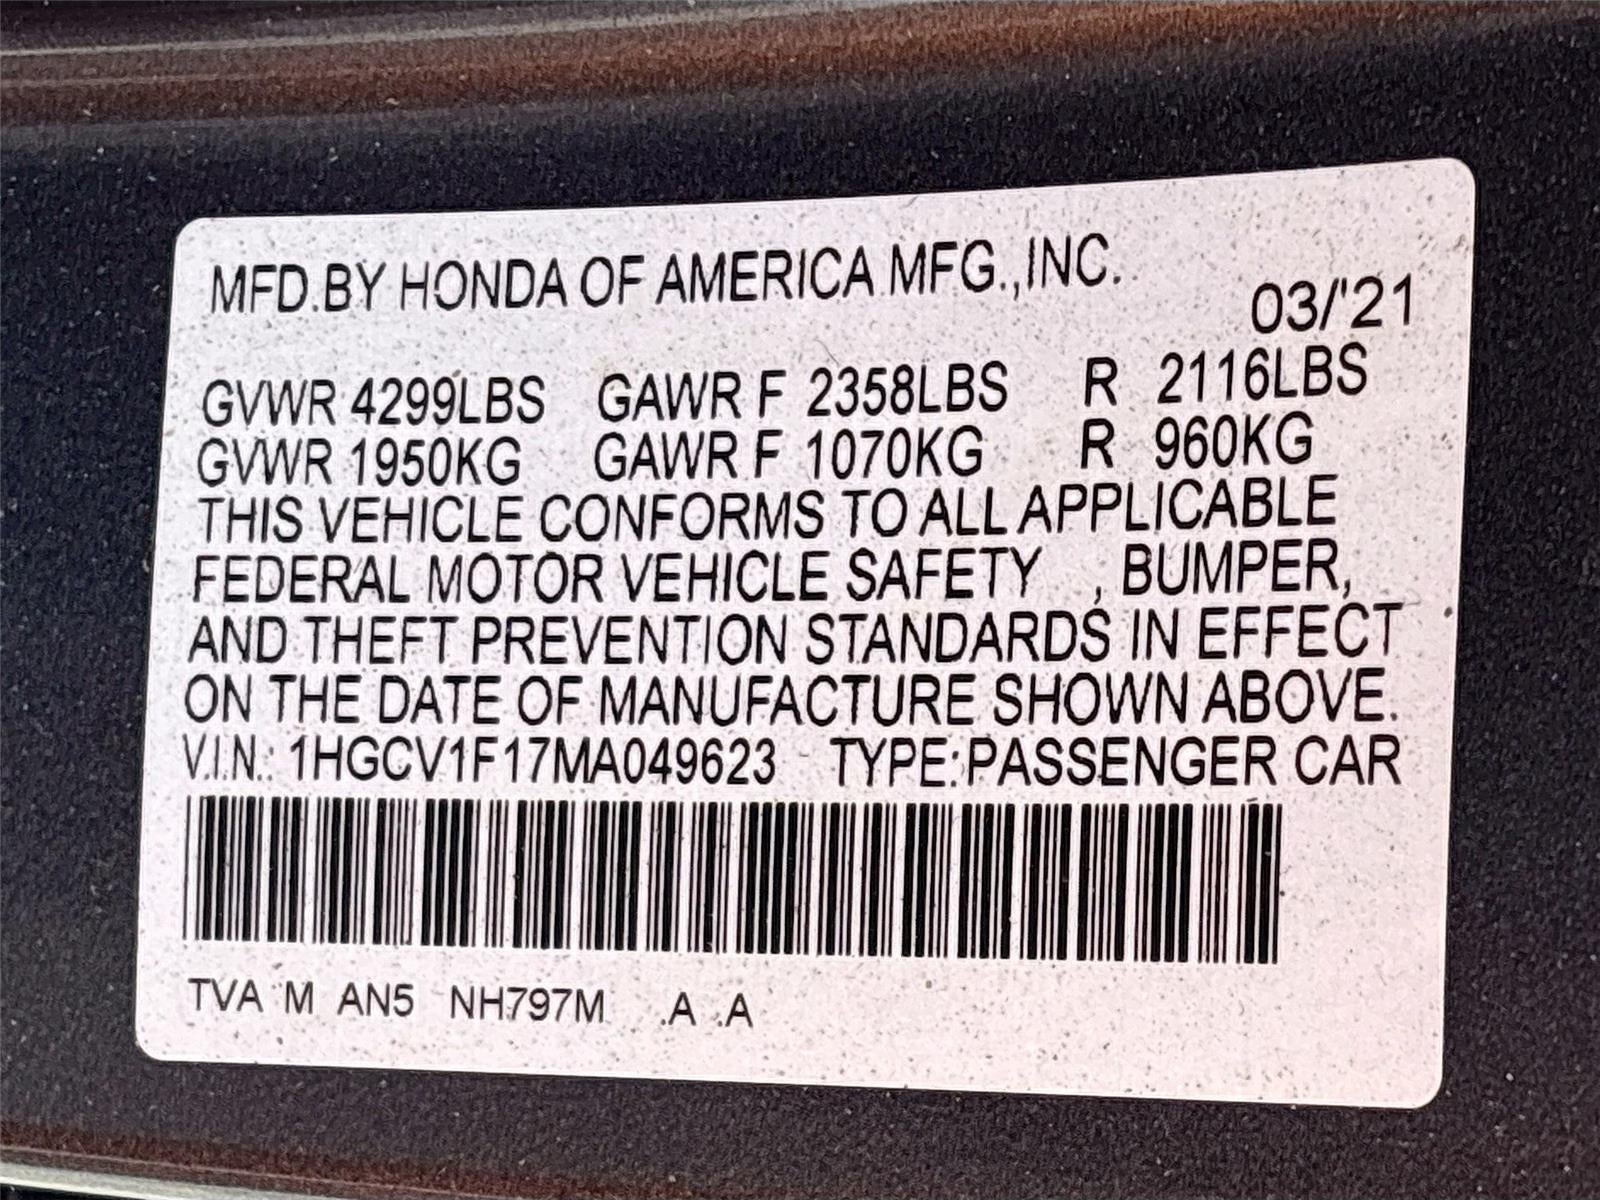 MFD.BY HONDA OF AMERICA MFG.,INC.
03/'21
GVWR 4299LBS GAWR F 2358LBS R 2116LBS
GVWR 1950KG GAWR F 1070KG R 960KG
THIS VEHICLE CONFORMS TO ALL APPLICABLE
FEDERAL MOTOR VEHICLE SAFETY , BUMPER,
AND THEFT PREVENTION STANDARDS IN EFFECT
ON THE DATE OF MANUFACTURE SHOWN ABOVE.
V.I.N.: 1HGCV1F17MA049623 TYPE:PASSENGER CAR
TVA M AN5 NH797M .A .A